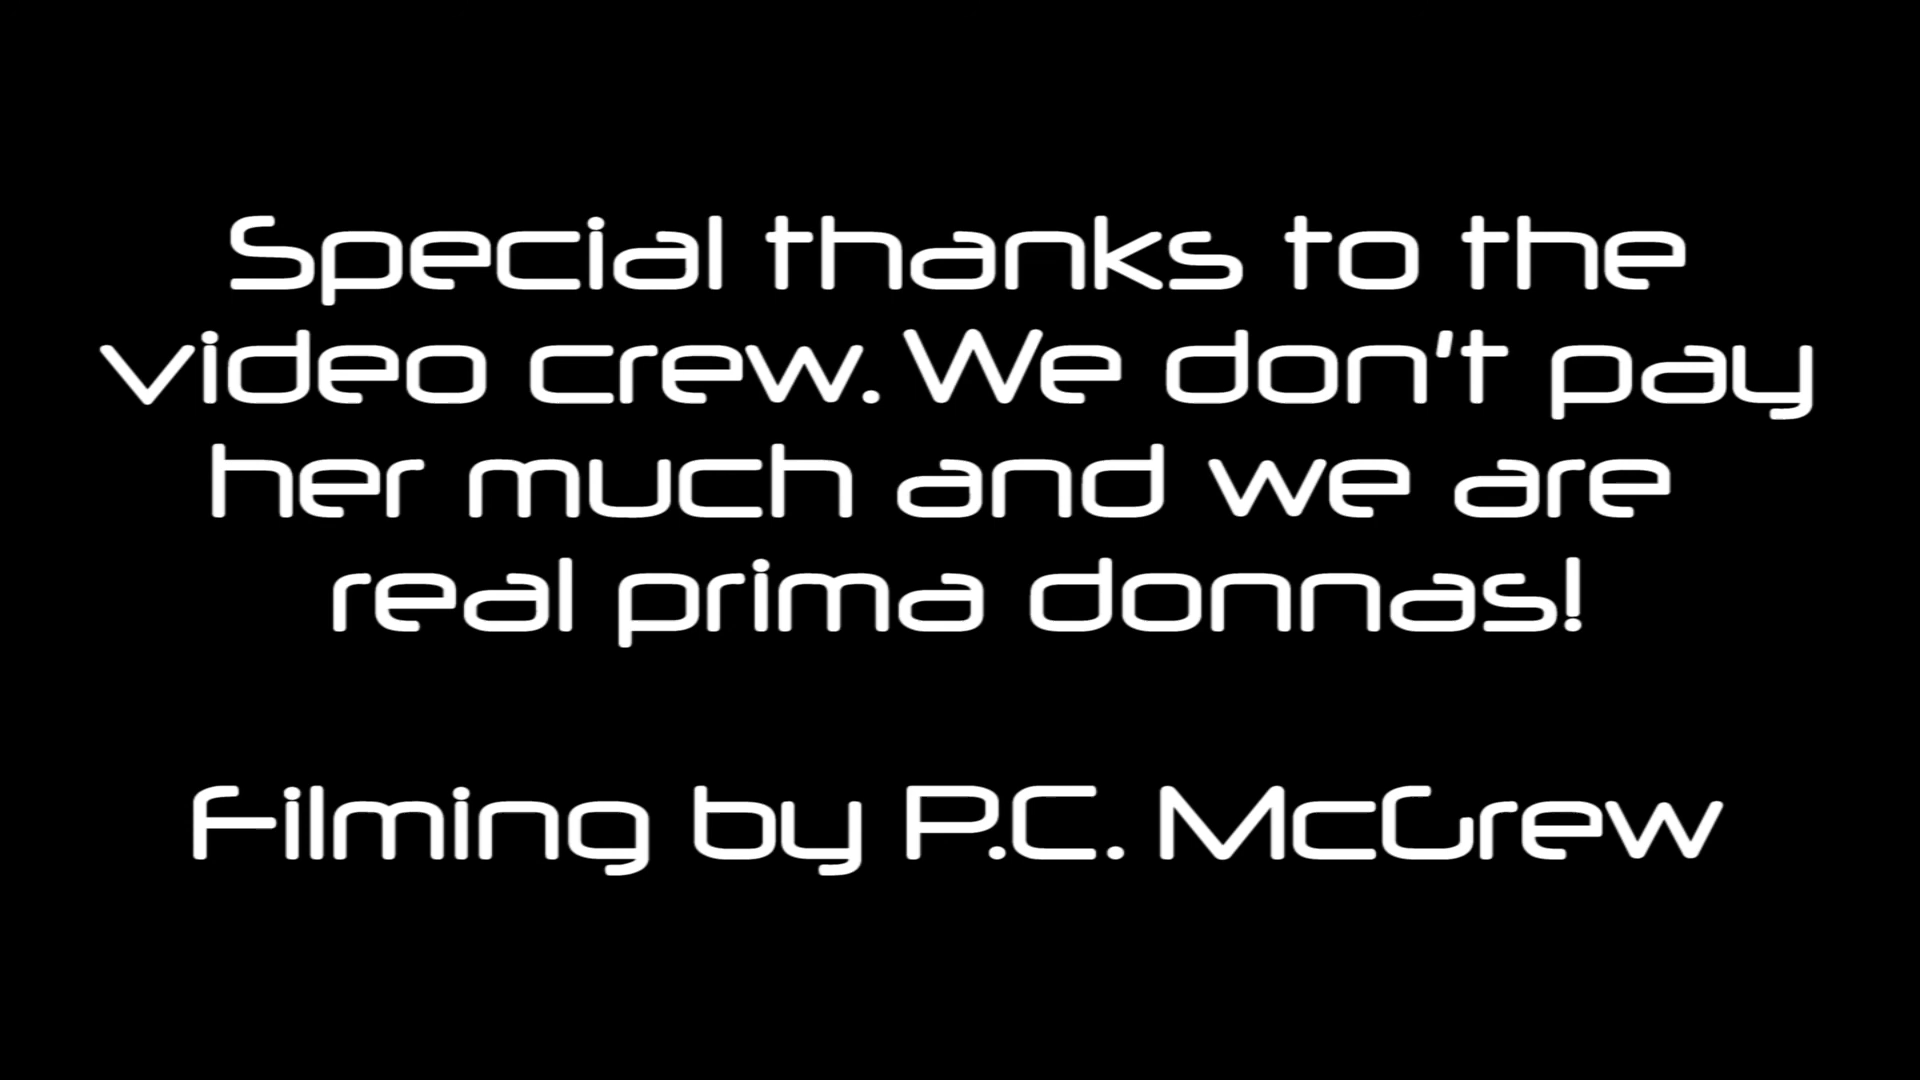 Special thanks to the
video crew. We don't pay
her much and we are
real prima donnas!
Filming by P.C. McGrew